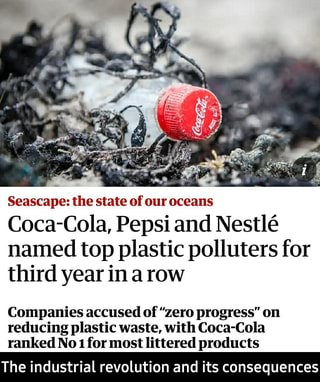 Coca-Cola
i
Seascape: the state of our oceans
Coca-Cola, Pepsi and Nestlé
named top plastic polluters for
third year in a row
Companies accused of “zero progress” on
reducing plastic waste, with Coca-Cola
ranked No 1 for most littered products
The industrial revolution and its consequences